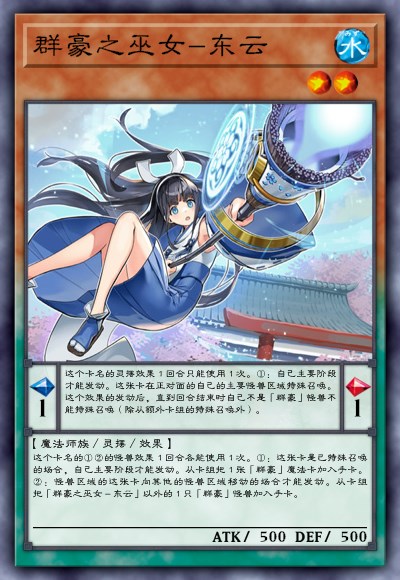 群豪之巫女-东云
水
这个卡名的灵摆效果1回合只能使用1次。①：自己主要阶段
才能发动。这张卡在正对面的自己的主要怪兽区域特殊召唤。
这个效果的发动后，直到回合结束时自己不是「群豪」怪兽不
能特殊召唤（除从额外卡组的特殊召唤外）。
1
1
【魔法师族／灵摆／效果】
这个卡名的①②的怪兽效果1回合各能使用1次。①：这张卡是已特殊召唤
的场合，自己主要阶段才能发动。从卡组把1张「群豪」魔法卡加入手卡。
②：怪兽区域的这张卡向其他的怪兽区域移动的场合才能发动。从卡组
把「群豪之巫女-东云」以外的1只「群豪」怪兽加入手卡。
ATK/ 500 DEF/ 500